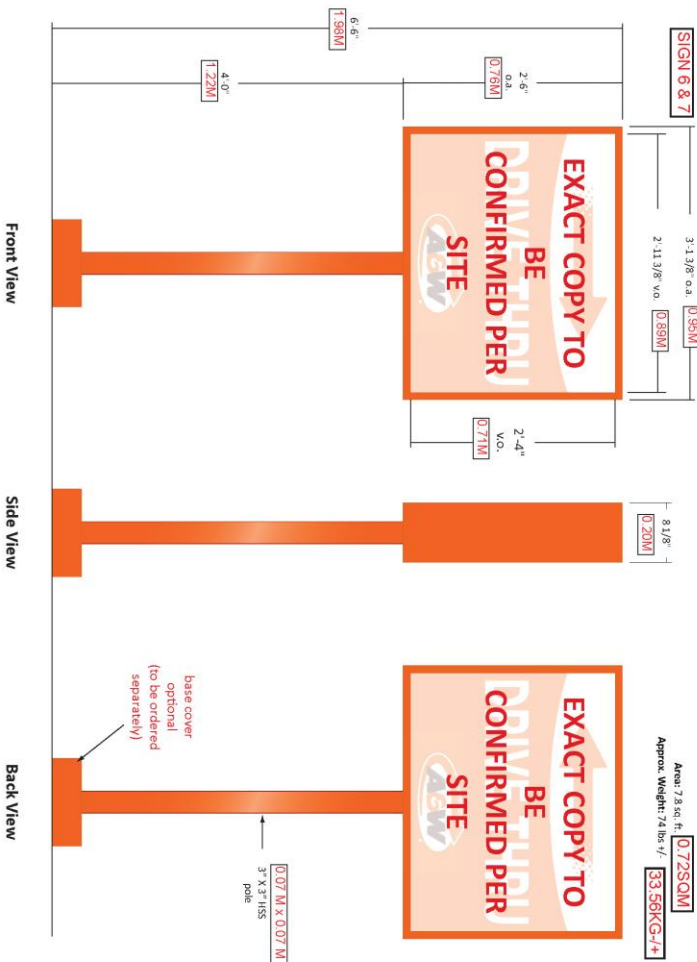 SIGN 6 & 7
3'-1 3/8" o.a.
0.95M
2'-11 3/8" v.o.
0.89M
6'-6"
1.98M
2'-6"
o.a.
0.76M
4'-0"
1.22M
DRIVE-THRU
A&W
EXACT COPY TO
BE
CONFIRMED PER
SITE
2'-4"
v.o.
0.71M
8 1/8"
0.20M
Area: 7.8 sq. ft.
0.72SQM
Approx. Weight: 74 lbs +/-
33.56KG-/+
DRIVE-THRU
A&W
EXACT COPY TO
BE
CONFIRMED PER
SITE
base cover
optional
(to be ordered
separately)
0.07 M x 0.07 M
3" X 3" HSS
pole
Front View
Side View
Back View